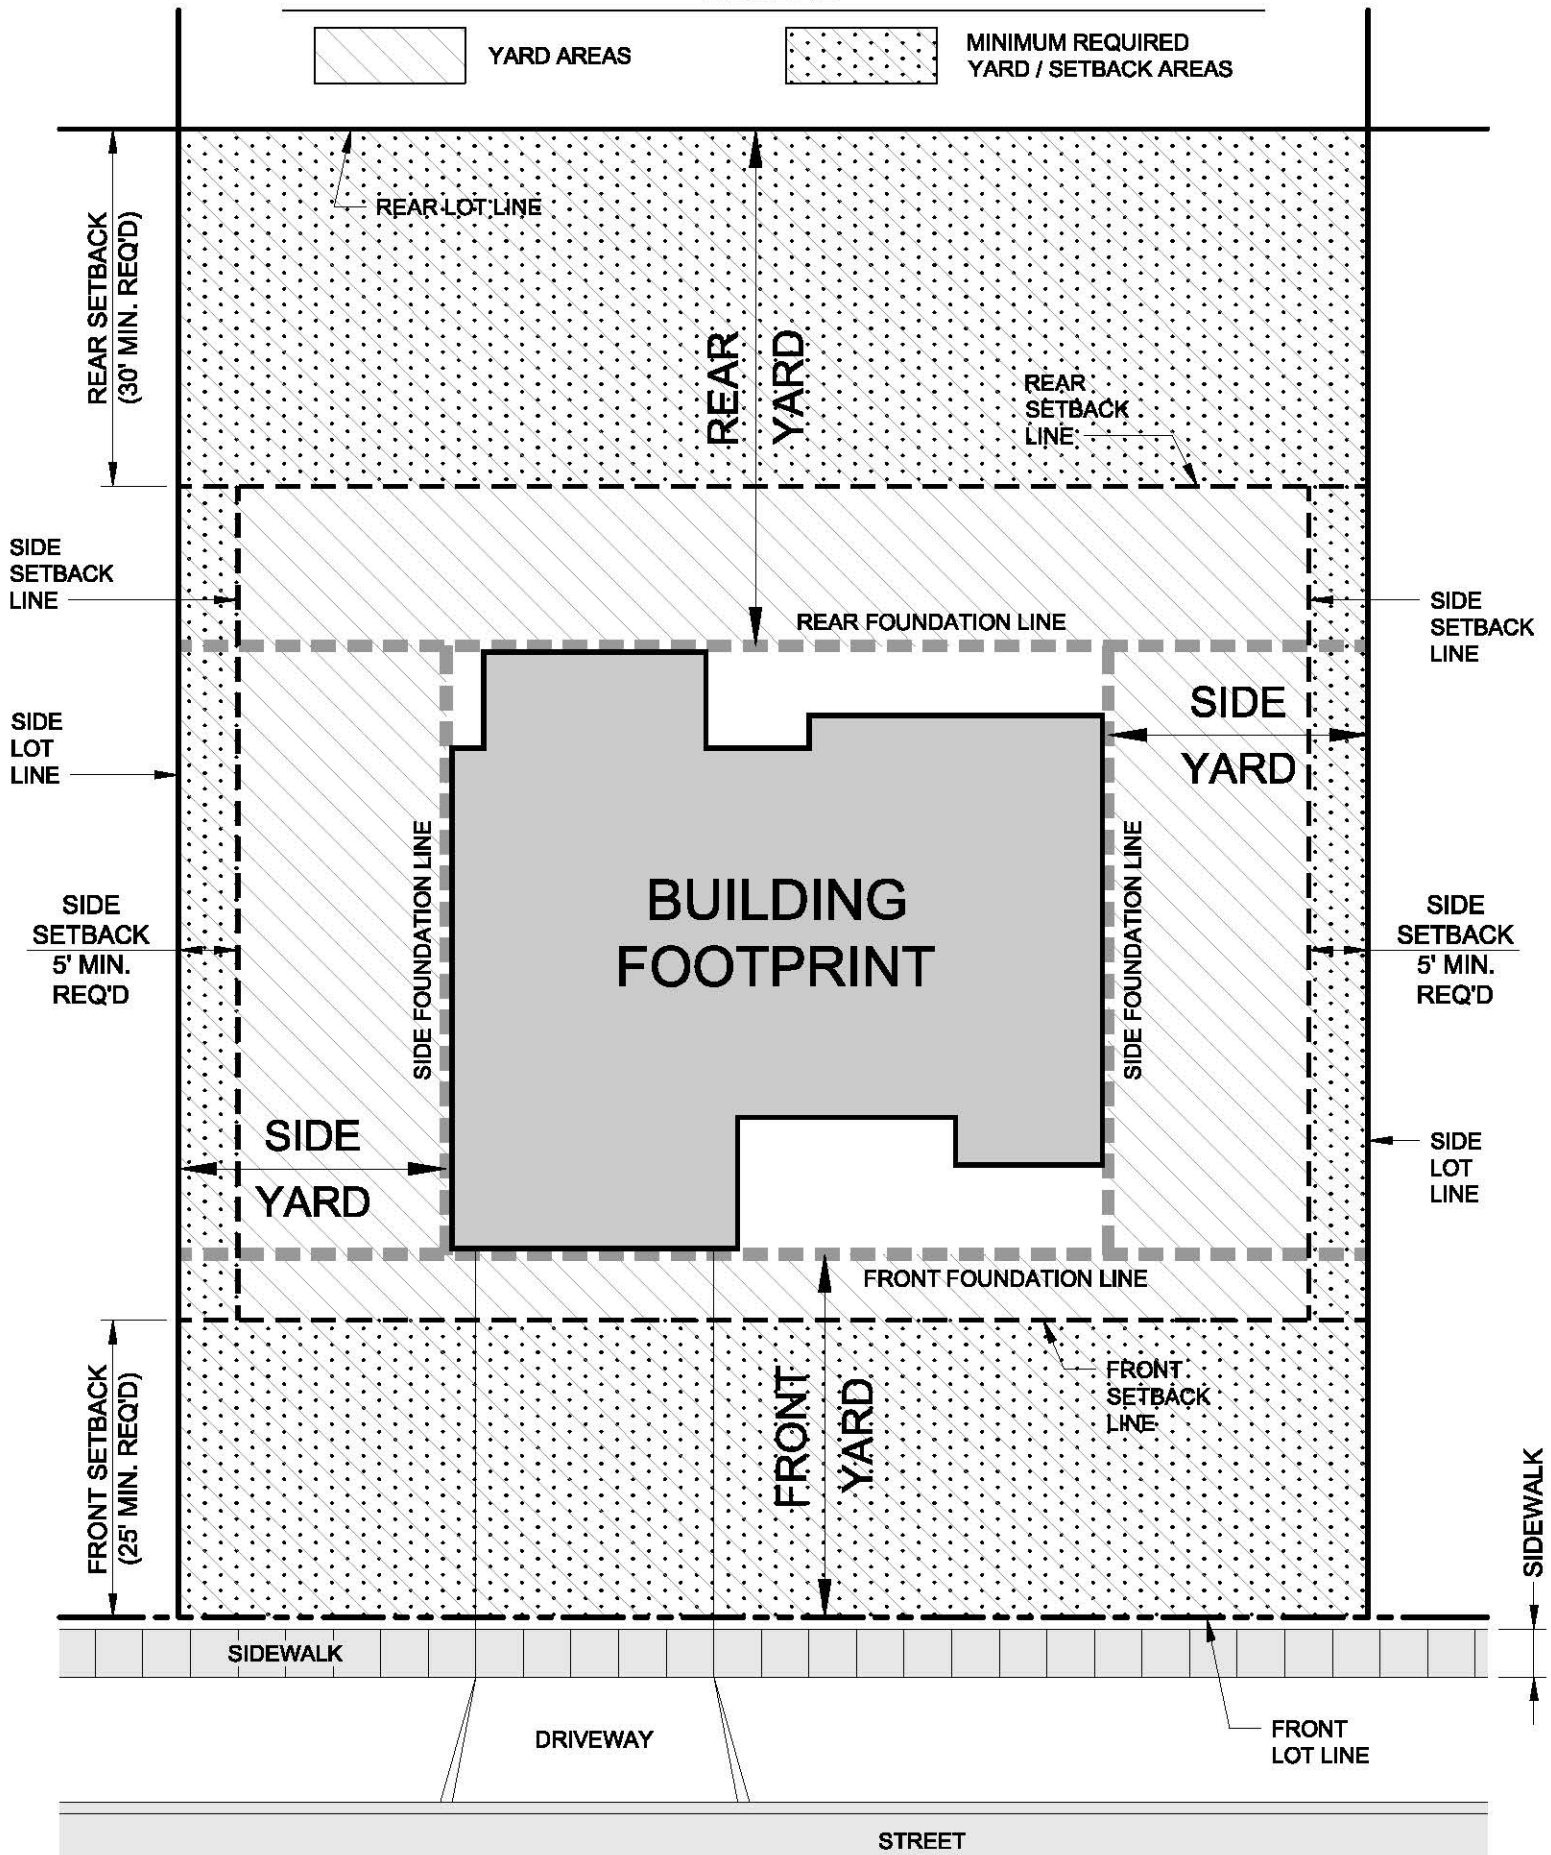 YARD AREAS
MINIMUM REQUIRED
YARD / SETBACK AREAS
REAR LOT LINE
REAR SETBACK
(30' MIN. REQ'D)
REAR
YARD
REAR
SETBACK
LINE
SIDE
SETBACK
LINE
REAR FOUNDATION LINE
SIDE
SETBACK
LINE
SIDE
YARD
SIDE
LOT
LINE
SIDE FOUNDATION LINE
BUILDING
FOOTPRINT
SIDE FOUNDATION LINE
SIDE
SETBACK
5' MIN.
REQ'D
SIDE
SETBACK
5' MIN.
REQ'D
SIDE
YARD
SIDE
LOT
LINE
FRONT FOUNDATION LINE
FRONT SETBACK
(25' MIN. REQ'D)
FRONT
YARD
FRONT
SETBACK
LINE
SIDEWALK
SIDEWALK
DRIVEWAY
FRONT
LOT LINE
STREET